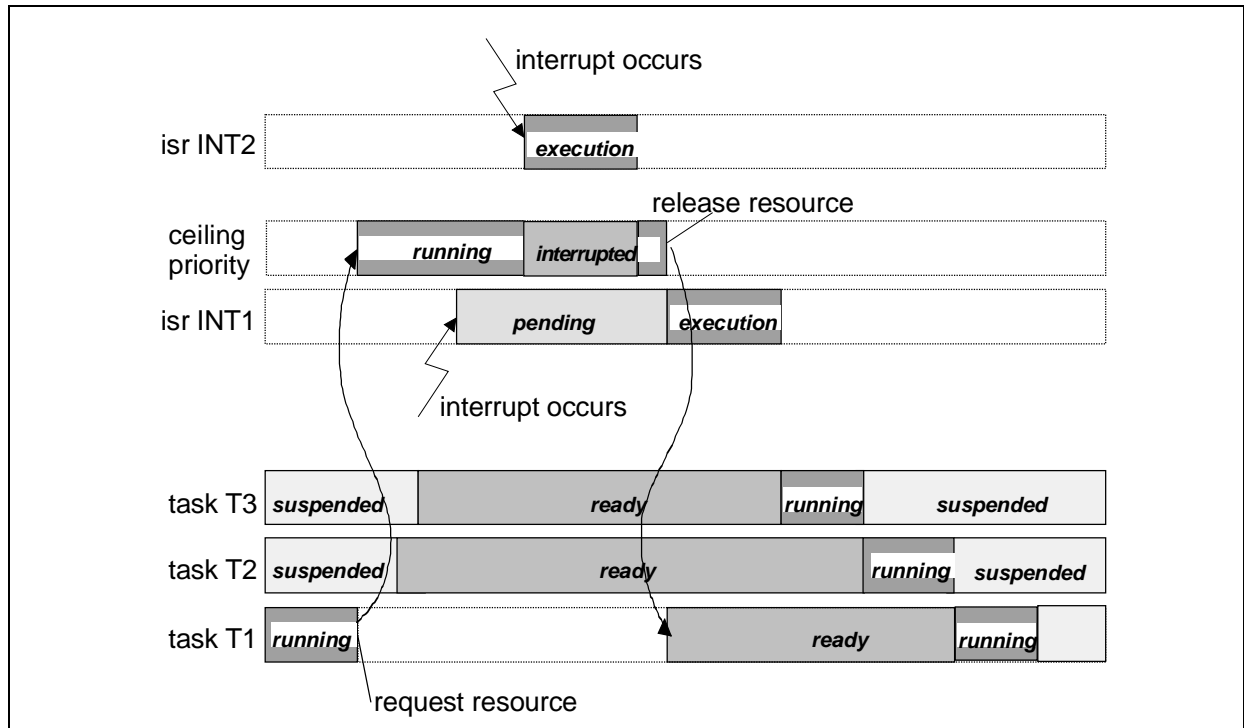 interrupt occurs
isr INT2
execution
release resource
ceiling
priority
running
interrupted
isr INT1
pending
execution
interrupt occurs
task T3
suspended
ready
running
suspended
task T2
suspended
ready
running
suspended
task T1
running
ready
running
request resource